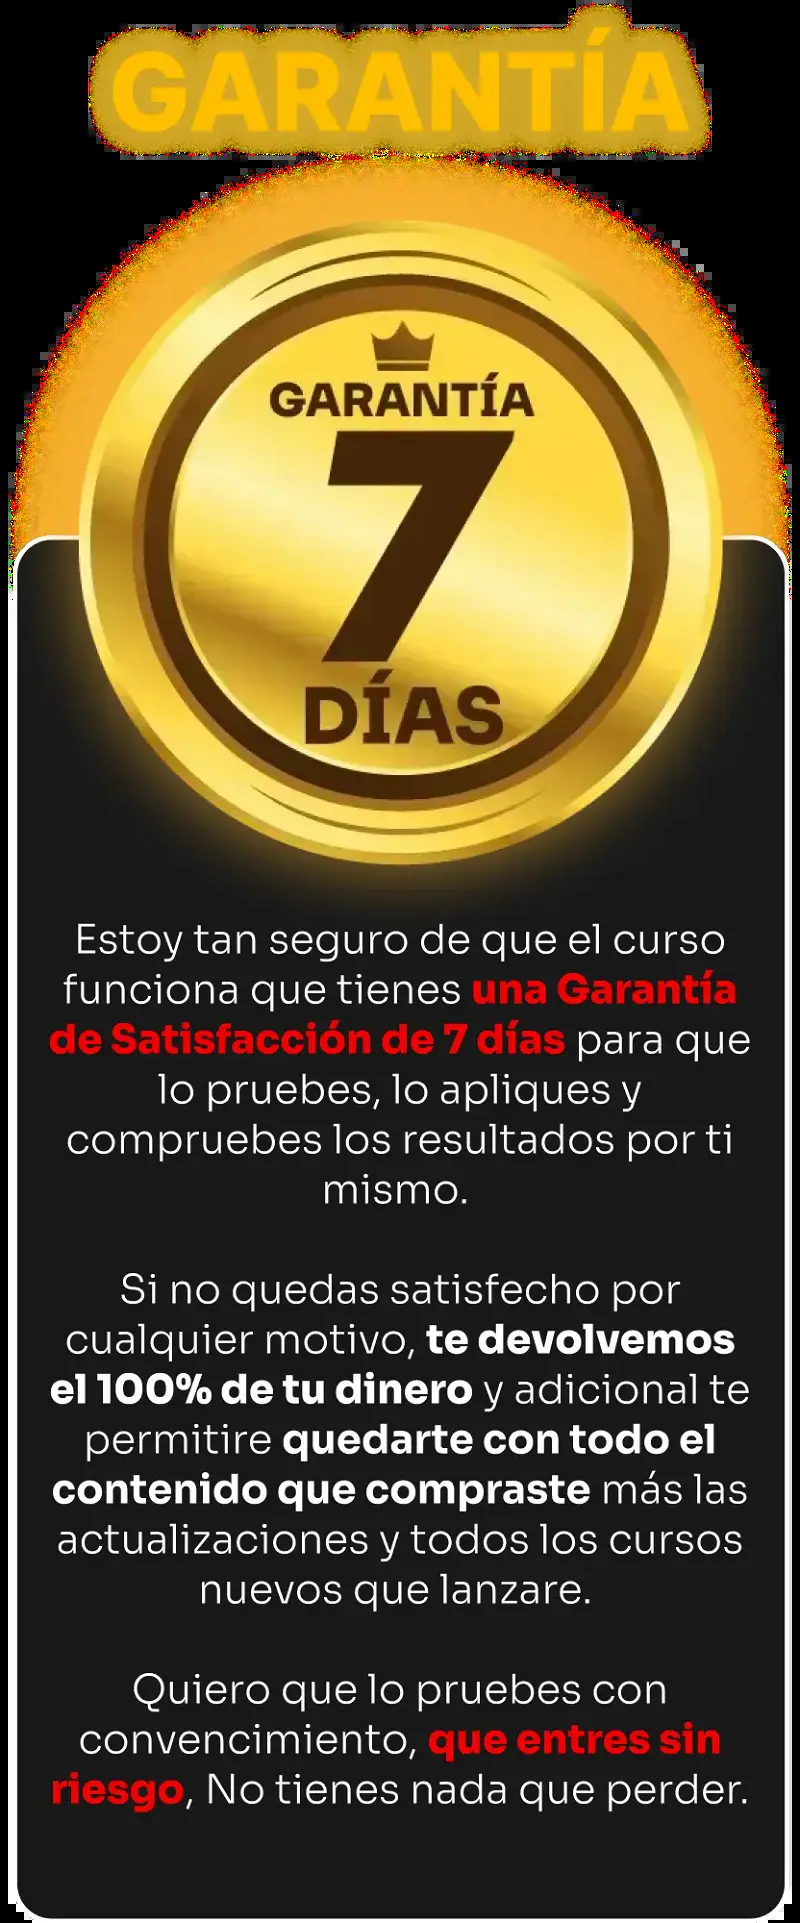 GARANTÍA
GARANTÍA
7
DÍAS
Estoy tan seguro de que el curso
funciona que tienes una Garantía
de Satisfacción de 7 días para que
lo pruebes, lo apliques y
compruebes los resultados por ti
mismo.
Si no quedas satisfecho por
cualquier motivo, te devolvemos
el 100% de tu dinero y adicional te
permitire quedarte con todo el
contenido que compraste más las
actualizaciones y todos los cursos
nuevos que lanzare.
Quiero que lo pruebes con
convencimiento, que entres sin
riesgo, No tienes nada que perder.